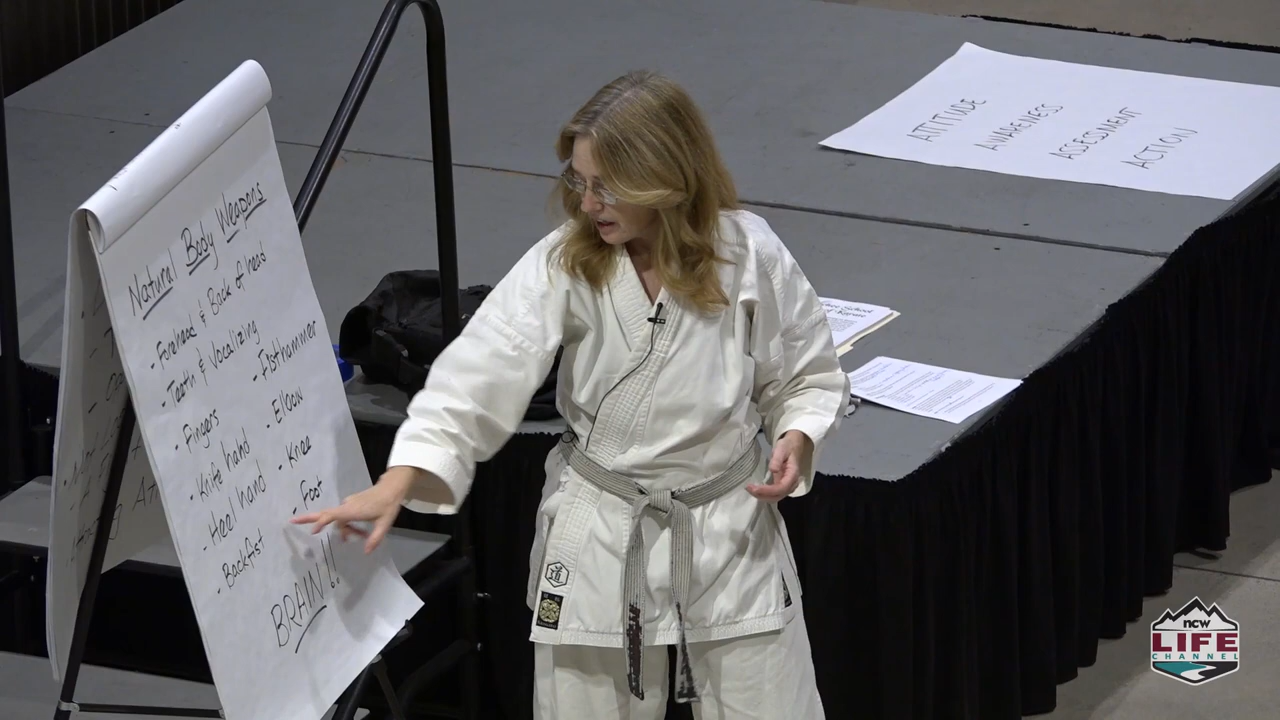 Natural Body Weapons
- Forehead & Back of head
- Teeth & Vocalizing
- Fingers
- Knife hand
- Heel hand
- Backfist
- Fisthammer
- Elbow
- Knee
- Foot
BRAIN!!
ATTITUDE
AWARENESS
ASSESSMENT
ACTION
道
ncw
LIFE
CHANNEL